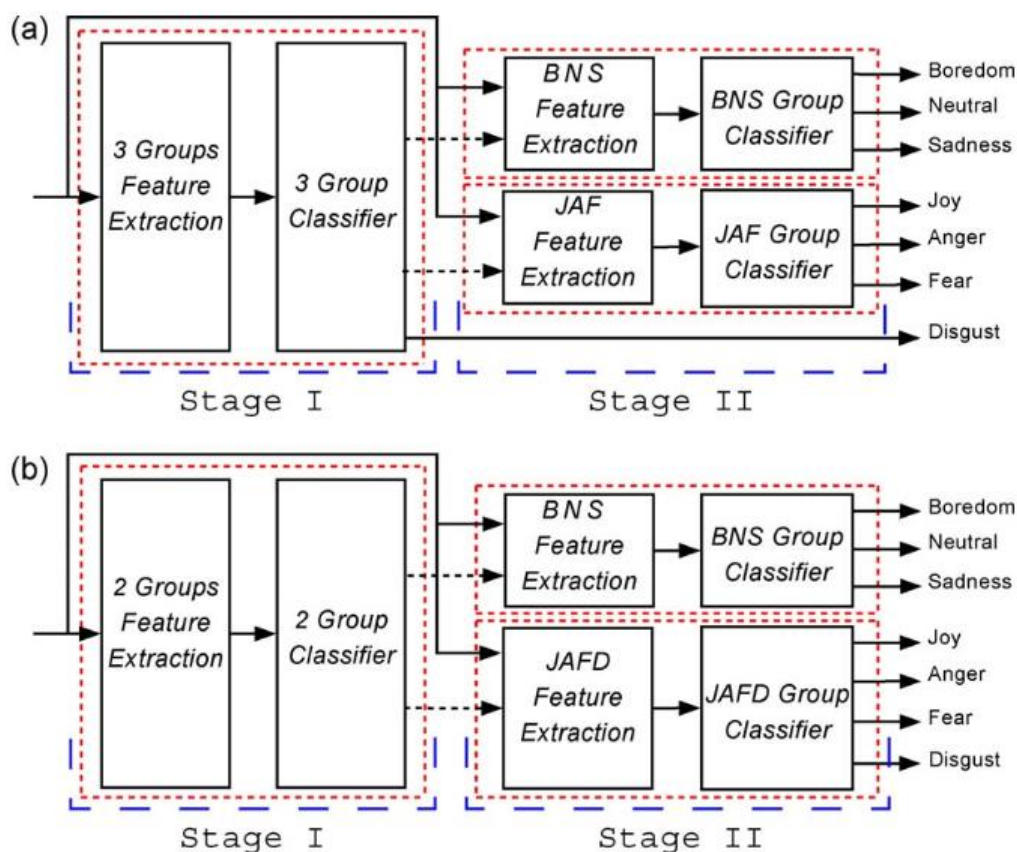 (a)
3 Groups
Feature
Extraction
3 Group
Classifier
BNS
Feature
Extraction
BNS Group
Classifier
Boredom
Neutral
Sadness
JAF
Feature
Extraction
JAF Group
Classifier
Joy
Anger
Fear
Disgust
Stage I
Stage II
(b)
2 Groups
Feature
Extraction
2 Group
Classifier
BNS
Feature
Extraction
BNS Group
Classifier
Boredom
Neutral
Sadness
JAFD
Feature
Extraction
JAFD Group
Classifier
Joy
Anger
Fear
Disgust
Stage I
Stage II